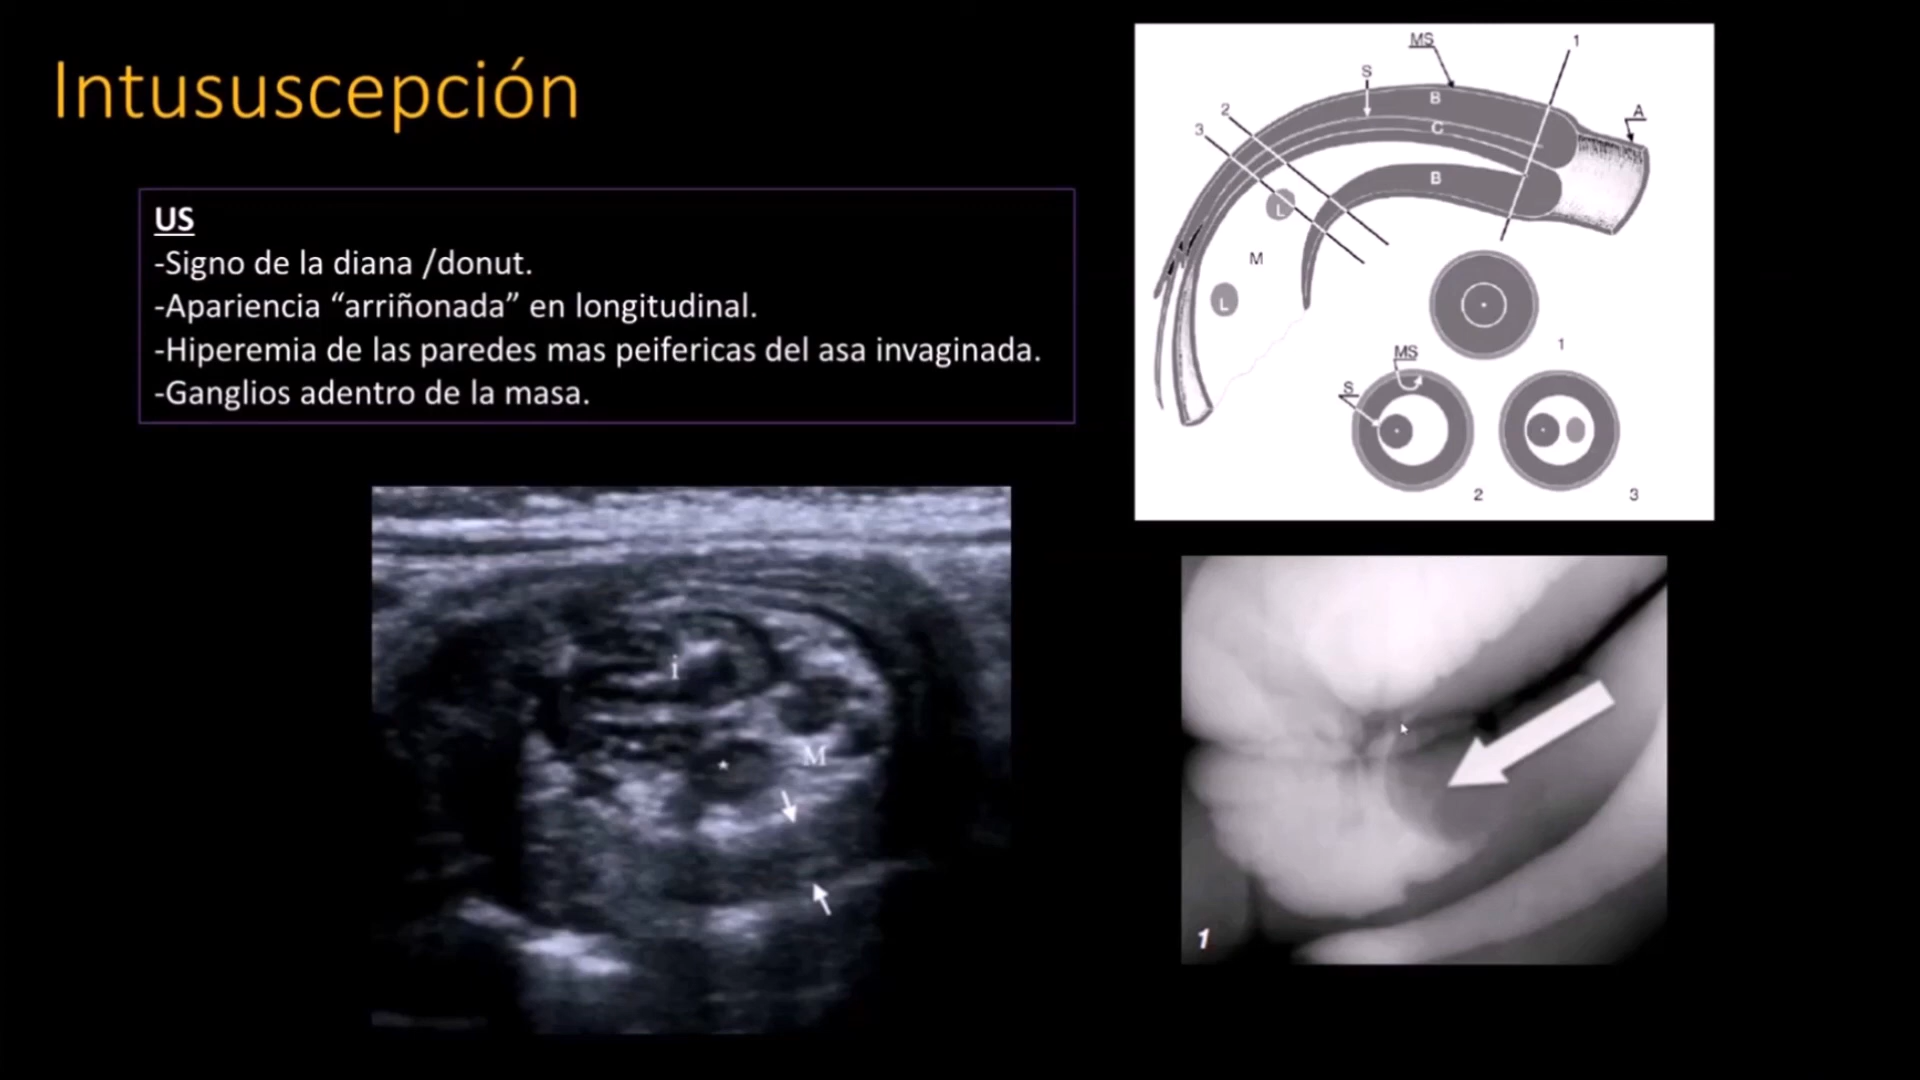 Intususcepción
US
-Signo de la diana /donut.
-Apariencia “arriñonada” en longitudinal.
-Hiperemia de las paredes mas peifericas del asa invaginada.
-Ganglios adentro de la masa.
MS
1
S
B
2
A
C
3
B
L
M
L
1
MS
S
2
3
i
M
1